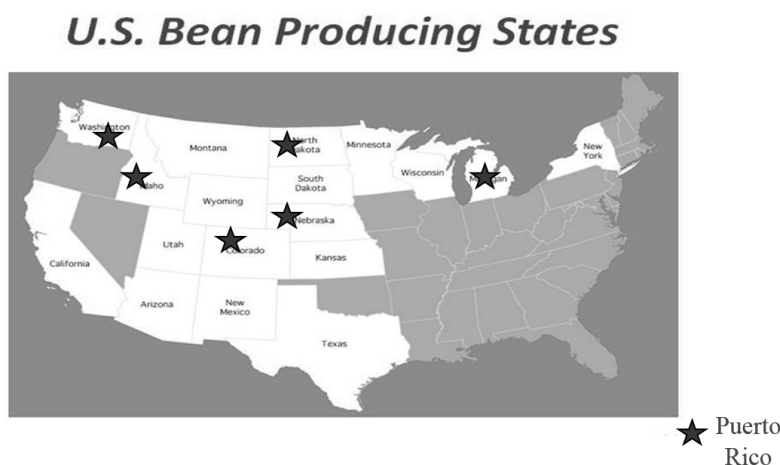 U.S. Bean Producing States
Washington
Montana
North
Dakota
Minnesota
Idaho
Wyoming
South
Dakota
Wisconsin
Michigan
New
York
Nebraska
Utah
Colorado
Kansas
California
Arizona
New
Mexico
Texas
Puerto
Rico